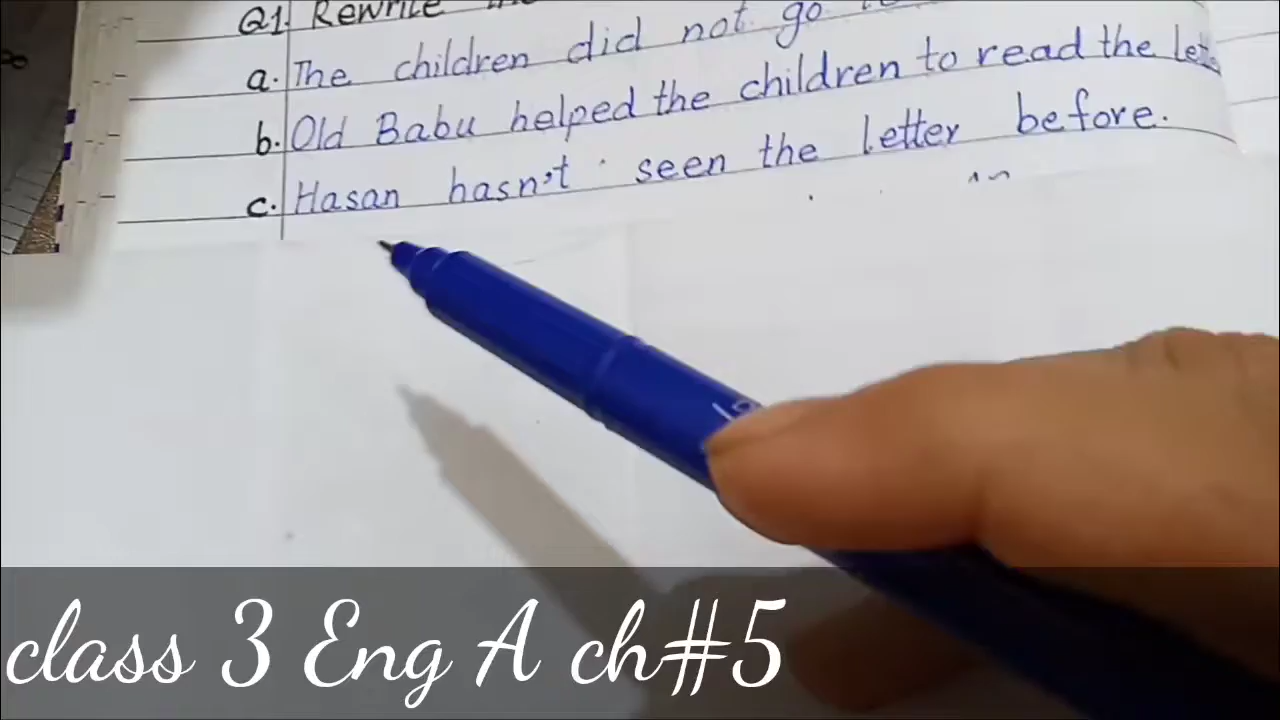 Q1. Rewrite the
a. The children did not go
b. Old Babu helped the children to read the
c. Hasan hasn't seen the letter before.
class 3 Eng A ch#5